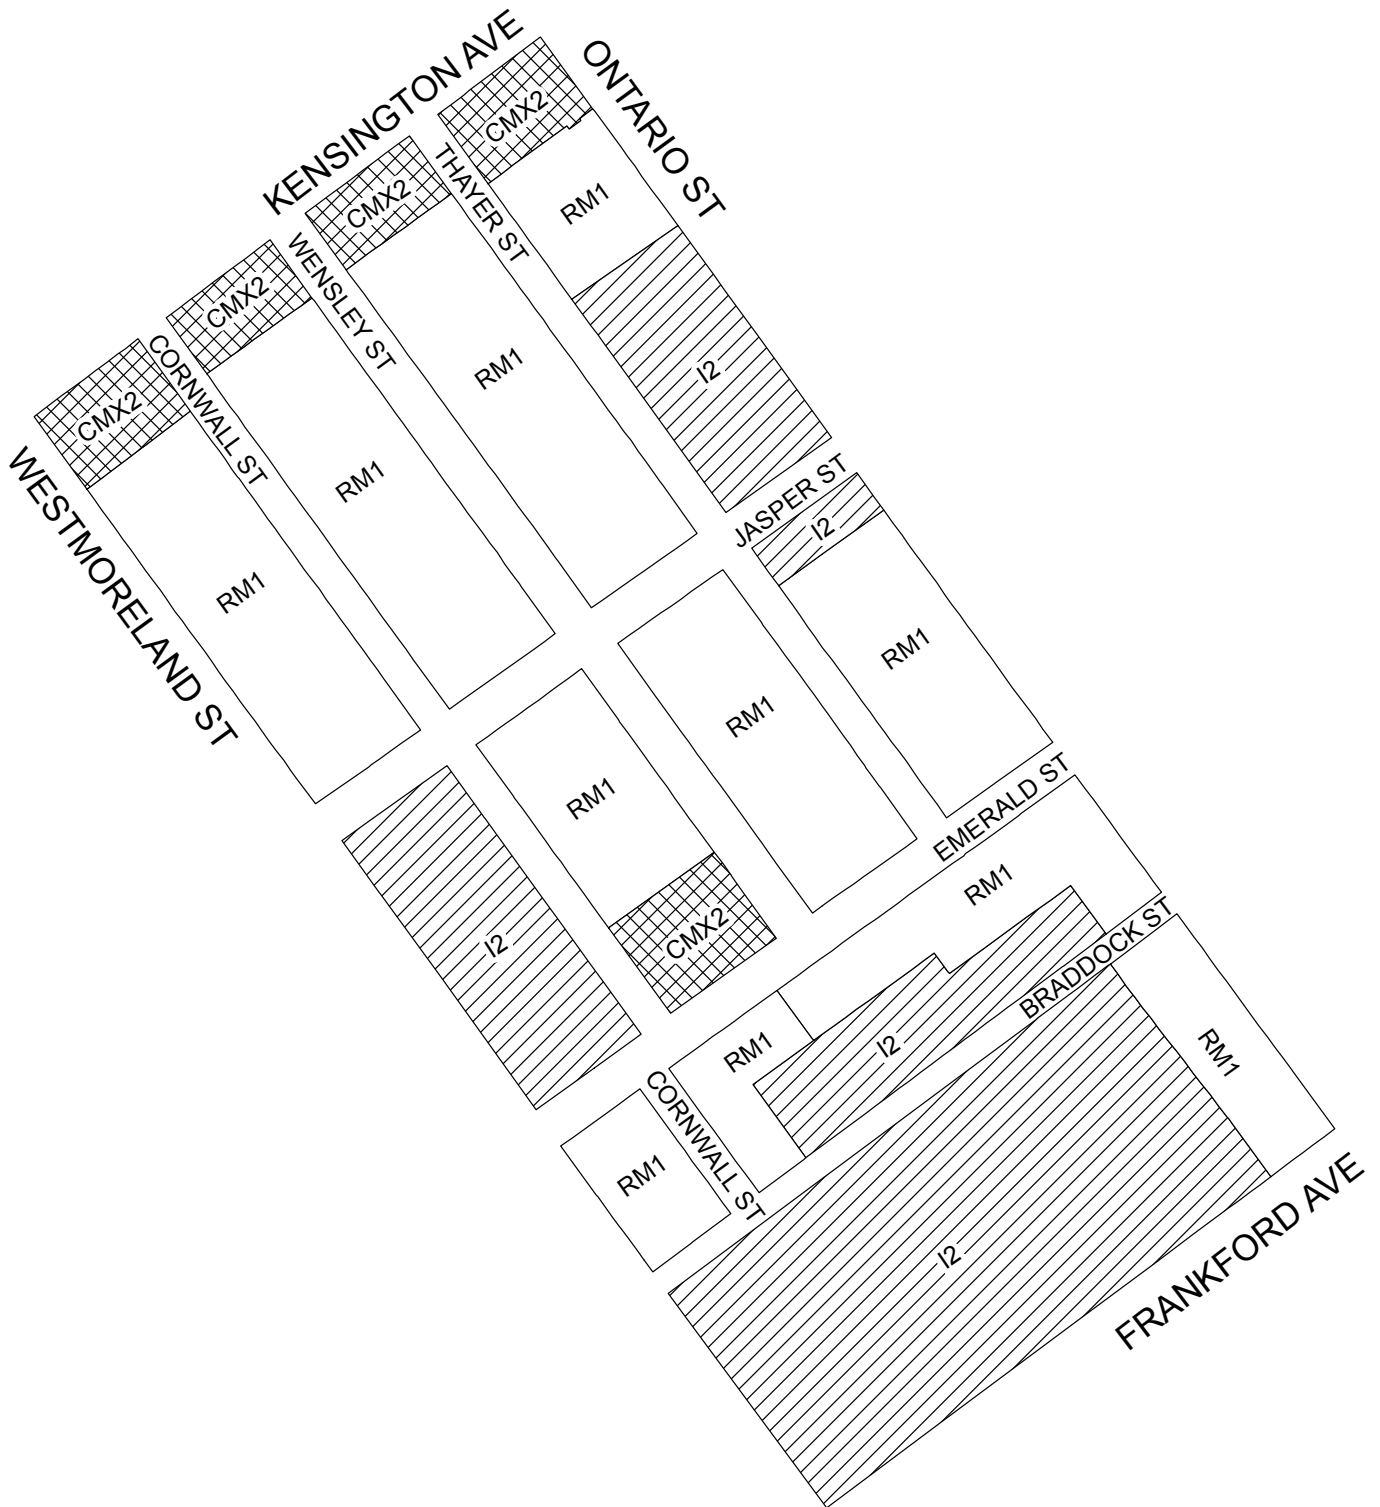 KENSINGTON AVE
ONTARIO ST
CMX2
THAYER ST
CMX2
RM1
WENSLEY ST
CMX2
CORNWALL ST
CMX2
RM1
I2
WESTMORELAND ST
RM1
RM1
JASPER ST
I2
RM1
RM1
RM1
EMERALD ST
RM1
I2
CMX2
BRADDOCK ST
RM1
I2
RM1
CORNWALL ST
RM1
I2
FRANKFORD AVE